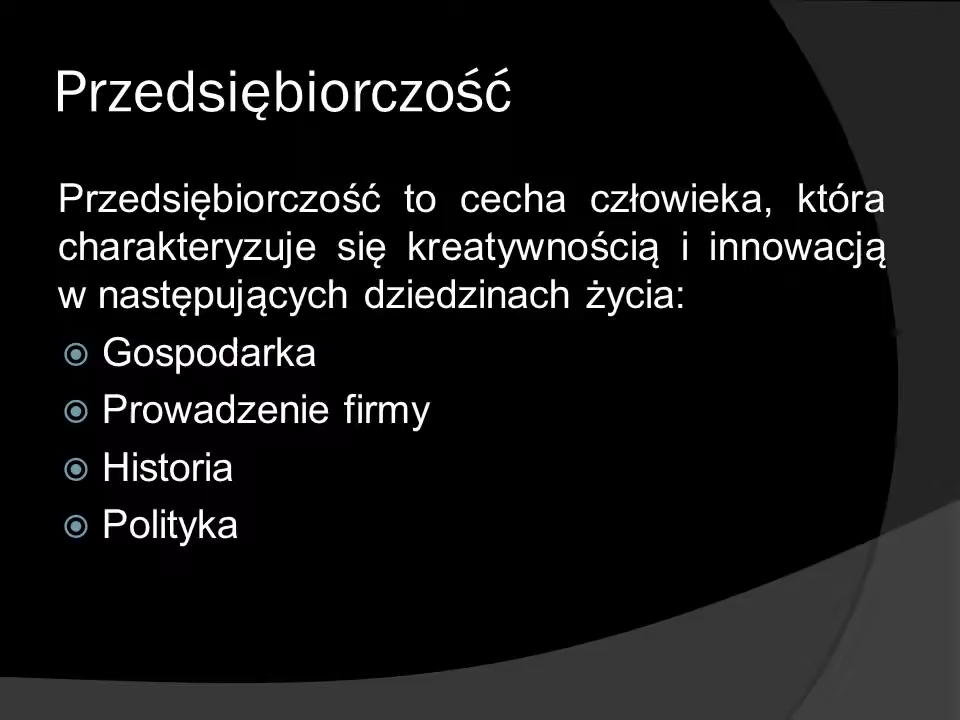 Przedsiębiorczość
Przedsiębiorczość to cecha człowieka, która
charakteryzuje się kreatywnością i innowacją
w następujących dziedzinach życia:
Gospodarka
Prowadzenie firmy
Historia
Polityka